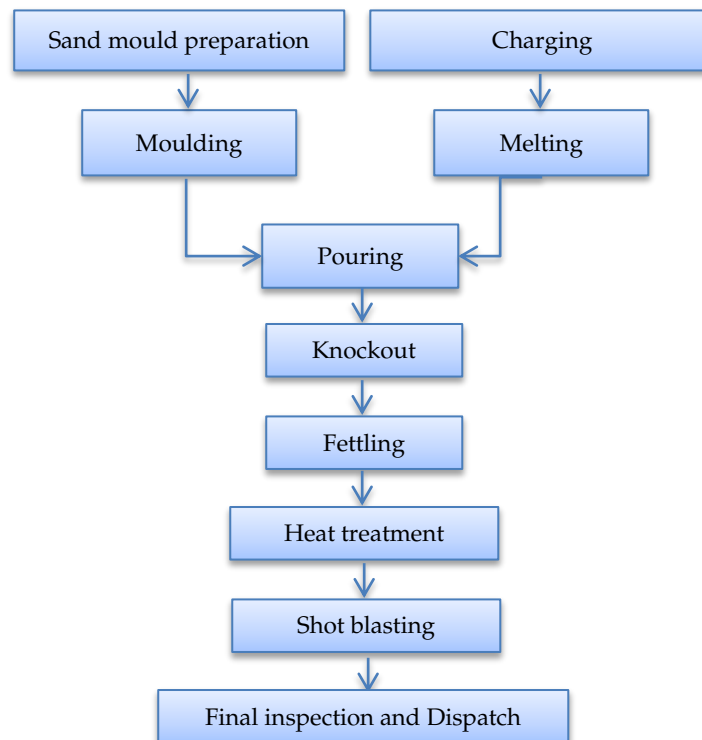 Sand mould preparation
Charging
Moulding
Melting
Pouring
Knockout
Fettling
Heat treatment
Shot blasting
Final inspection and Dispatch